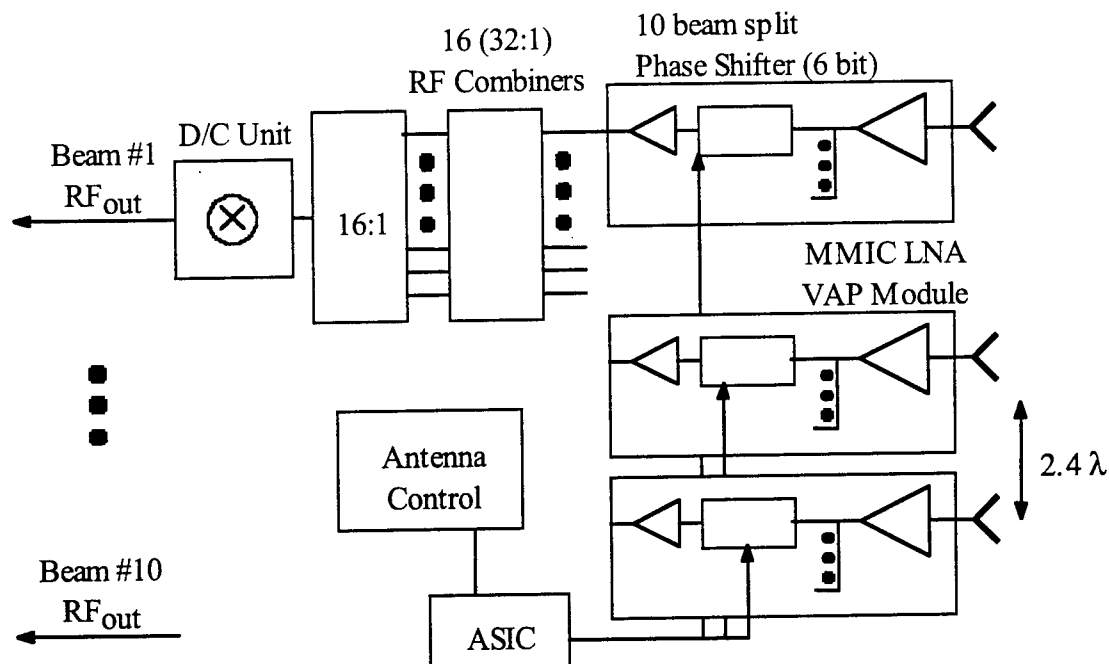 16 (32:1)
RF Combiners
10 beam split
Phase Shifter (6 bit)
D/C Unit
Beam #1
RFout
16:1
MMIC LNA
VAP Module
Antenna
Control
2.4 λ
Beam #10
RFout
ASIC